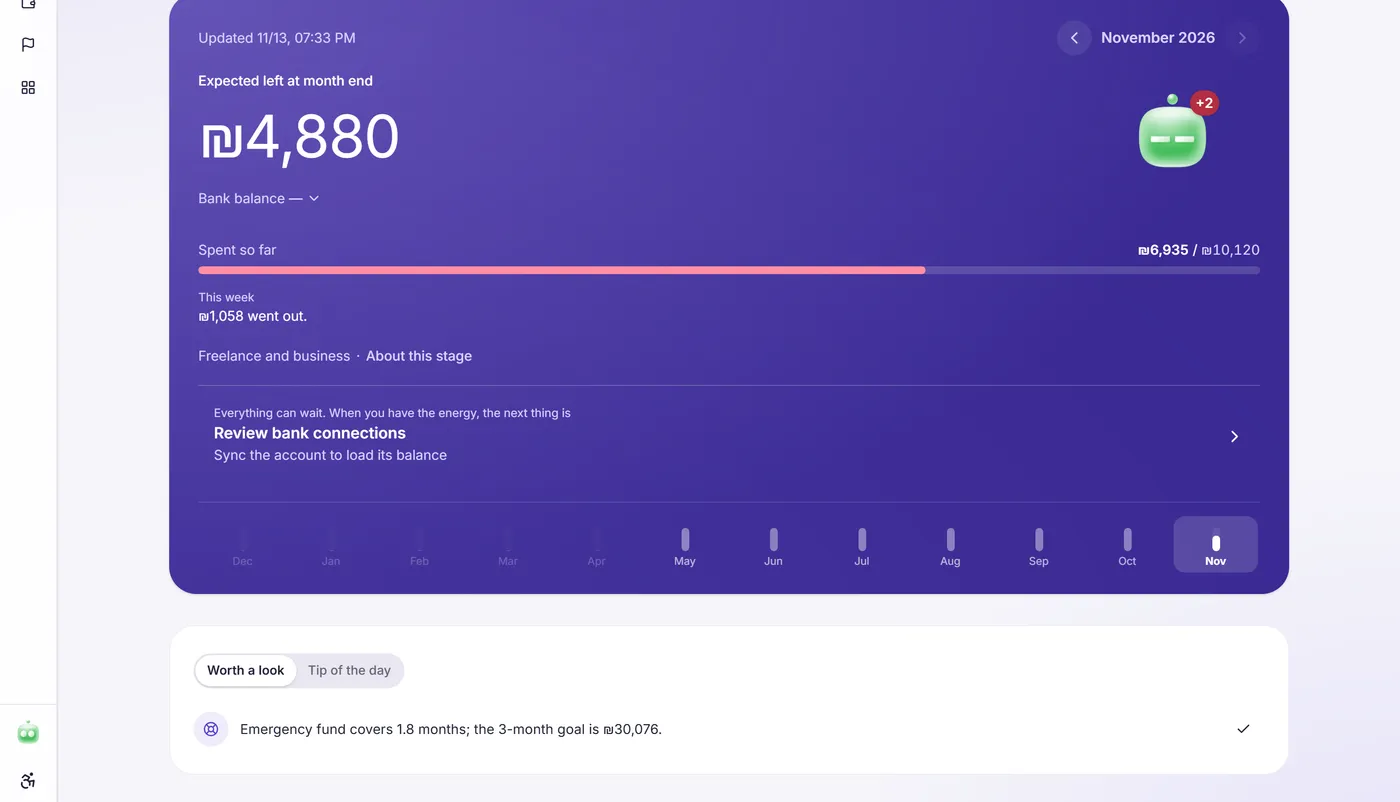 Updated 11/13, 07:33 PM
November 2026
Expected left at month end
+2
₪4,880
Bank balance —
Spent so far
₪6,935 / ₪10,120
This week
₪1,058 went out.
Freelance and business · About this stage
Everything can wait. When you have the energy, the next thing is
Review bank connections
Sync the account to load its balance
Dec Jan Feb Mar Apr May Jun Jul Aug Sep Oct Nov
Worth a look Tip of the day
Emergency fund covers 1.8 months; the 3-month goal is ₪30,076.